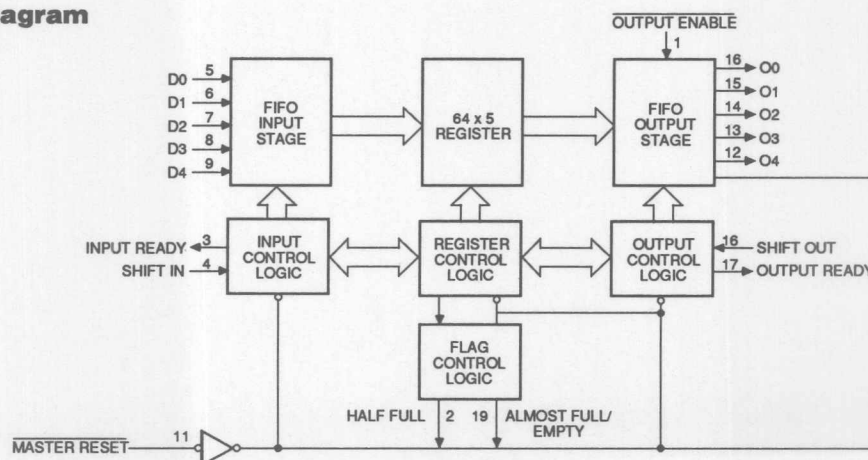 agram
OUTPUT ENABLE
1
D0 5
D1 6
D2 7
D3 8
D4 9
FIFO
INPUT
STAGE
64 x 5
REGISTER
FIFO
OUTPUT
STAGE
16 O0
15 O1
14 O2
13 O3
12 O4
INPUT READY 3
SHIFT IN 4
INPUT
CONTROL
LOGIC
REGISTER
CONTROL
LOGIC
OUTPUT
CONTROL
LOGIC
16 SHIFT OUT
17 OUTPUT READY
FLAG
CONTROL
LOGIC
HALF FULL 2 19 ALMOST FULL/
EMPTY
MASTER RESET 11